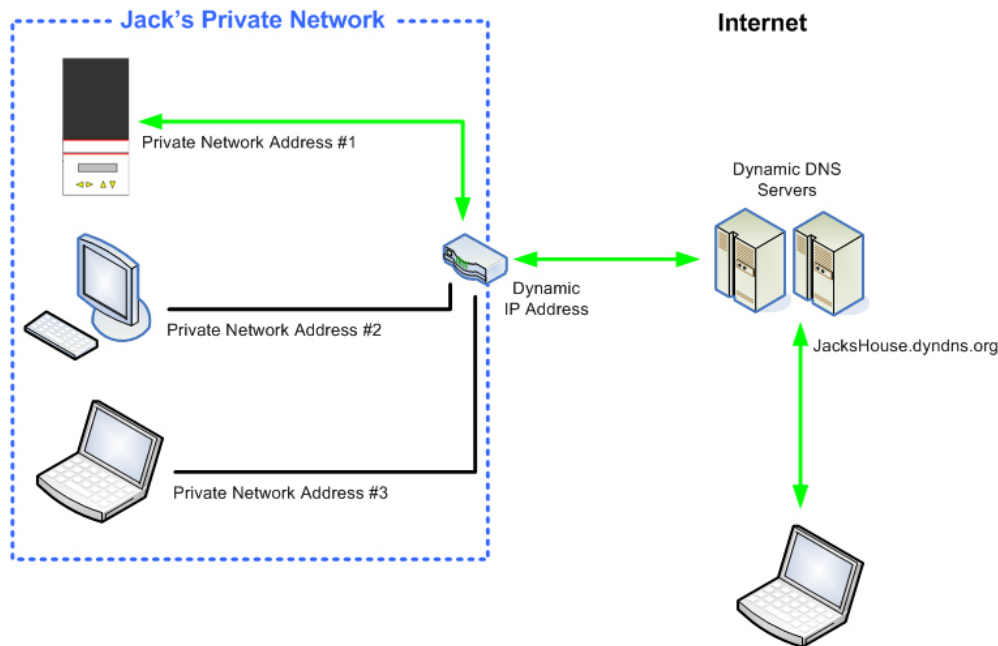 Jack's Private Network
Internet
Private Network Address #1
Dynamic DNS
Servers
Dynamic
IP Address
Private Network Address #2
JacksHouse.dyndns.org
Private Network Address #3